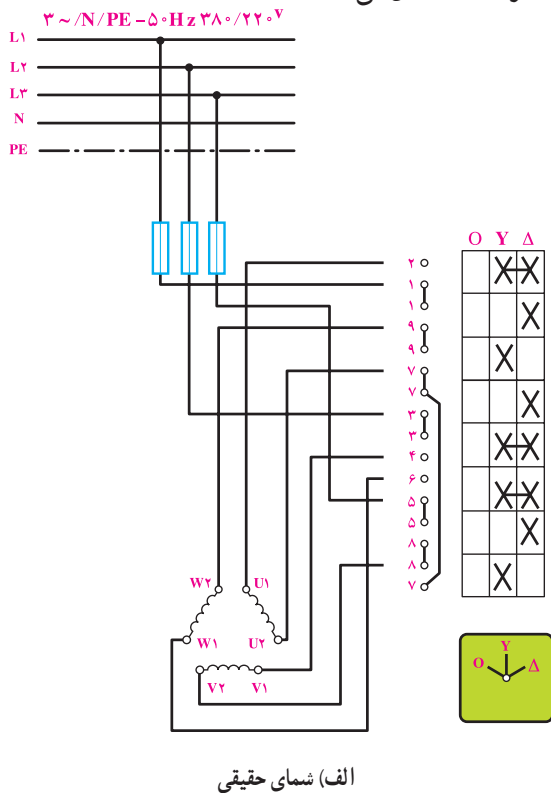 ۳ ~ /N/PE – ۵۰Hz ۳۸۰/۲۲۰ᵛ
L۱
L۲
L۳
N
PE
O Y Δ
۲
۱
۱
۹
۹
۷
۷
۳
۳
۴
۶
۵
۵
۸
۸
۷
W۲ U۱
W۱ U۲
V۲ V۱
Y
O Δ
الف) شمای حقیقی